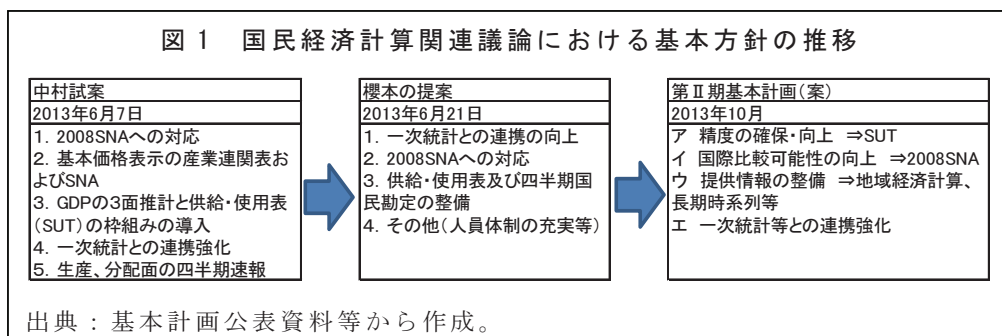 図1 国民経済計算関連議論における基本方針の推移
中村試案
2013年6月7日
1. 2008SNAへの対応
2. 基本価格表示の産業連関表お
よびSNA
3. GDPの3面推計と供給・使用表
(SUT)の枠組みの導入
4. 一次統計との連携強化
5. 生産、分配面の四半期速報
櫻本の提案
2013年6月21日
1. 一次統計との連携の向上
2. 2008SNAへの対応
3. 供給・使用表及び四半期国
民勘定の整備
4. その他(人員体制の充実等)
第Ⅱ期基本計画(案)
2013年10月
ア 精度の確保・向上 ⇒SUT
イ 国際比較可能性の向上 ⇒2008SNA
ウ 提供情報の整備 ⇒地域経済計算、
長期時系列等
エ 一次統計等との連携強化
出典：基本計画公表資料等から作成。